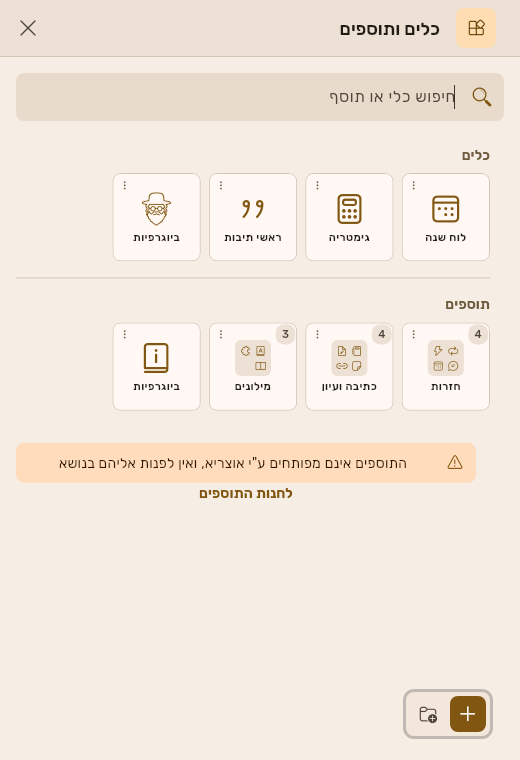 כלים ותוספים
חיפוש כלי או תוסף
כלים
לוח שנה
גימטריה
ראשי תיבות
ביוגרפיות
תוספים
4
חזרות
4
כתיבה ועיון
3
מילונים
ביוגרפיות
התוספים אינם מפותחים ע"י אוצריא, ואין לפנות אליהם בנושא
לחנות התוספים